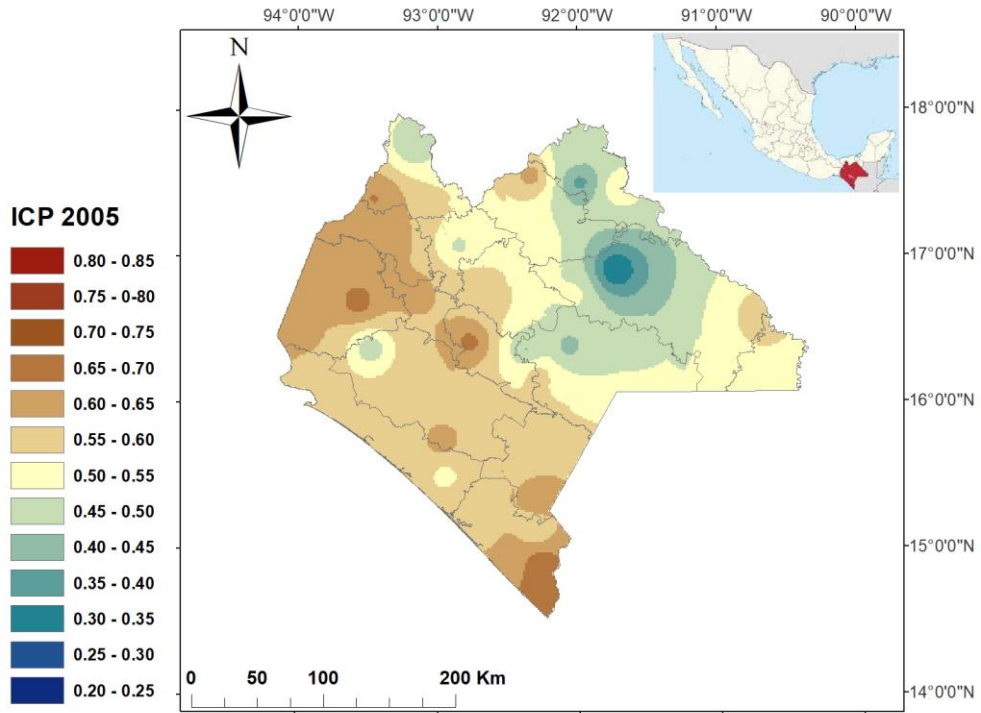 94°0'0"W 93°0'0"W 92°0'0"W 91°0'0"W 90°0'0"W
N
18°0'0"N
17°0'0"N
16°0'0"N
15°0'0"N
14°0'0"N
ICP 2005
0.80 - 0.85
0.75 - 0-80
0.70 - 0.75
0.65 - 0.70
0.60 - 0.65
0.55 - 0.60
0.50 - 0.55
0.45 - 0.50
0.40 - 0.45
0.35 - 0.40
0.30 - 0.35
0.25 - 0.30
0.20 - 0.25
0 50 100 200 Km